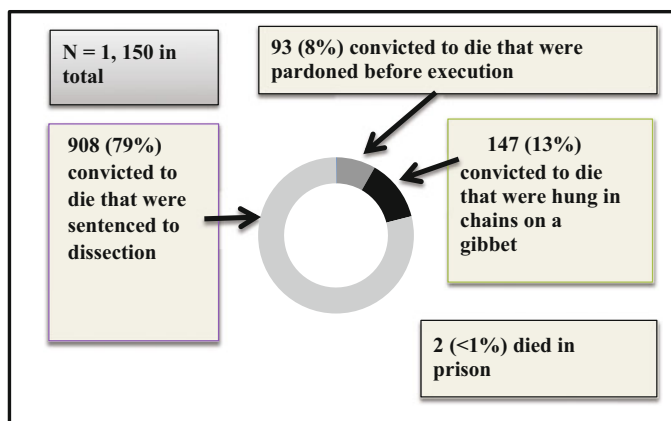 N = 1, 150 in
total
93 (8%) convicted to die that were
pardoned before execution
908 (79%)
convicted to
die that were
sentenced to
dissection
147 (13%)
convicted to die
that were hung in
chains on a
gibbet
2 (<1%) died in
prison